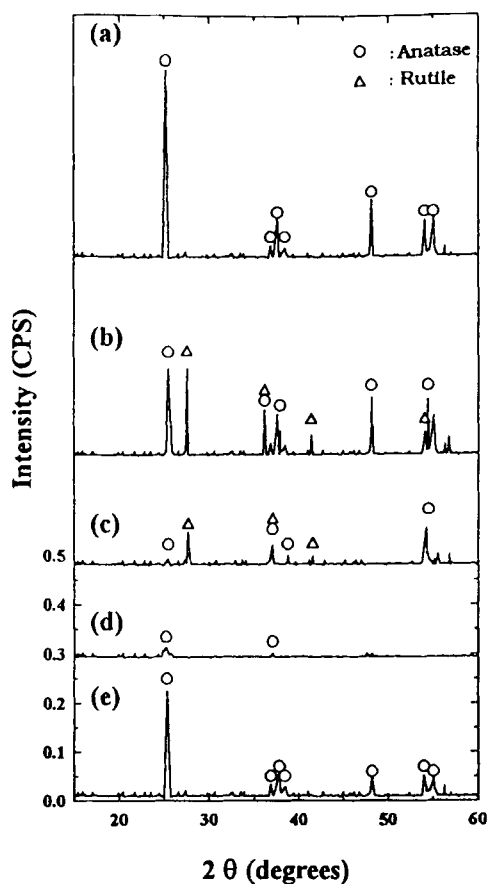 (a)
○ : Anatase
△ : Rutile
(b)
(c)
0.5
0.4
(d)
0.3
0.2
(e)
0.1
0.0
20 30 40 50 60
2 θ (degrees)
Intensity (CPS)